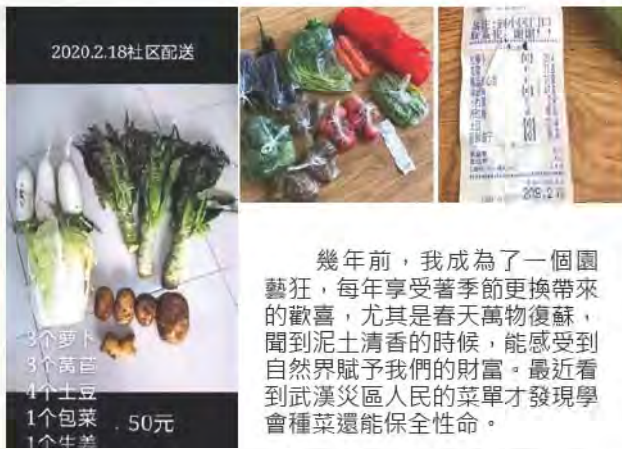 2020.2.18社区配送
3个萝卜
3个莴苣
4个土豆
1个包菜
1个生姜
50元
幾年前，我成為了一個園
藝狂，每年享受著季節更換帶來
的歡喜，尤其是春天萬物復蘇，
聞到泥土清香的時候，能感受到
自然界賦予我們的財富。最近看
到武漢災區人民的菜單才發現學
會種菜還能保全性命。